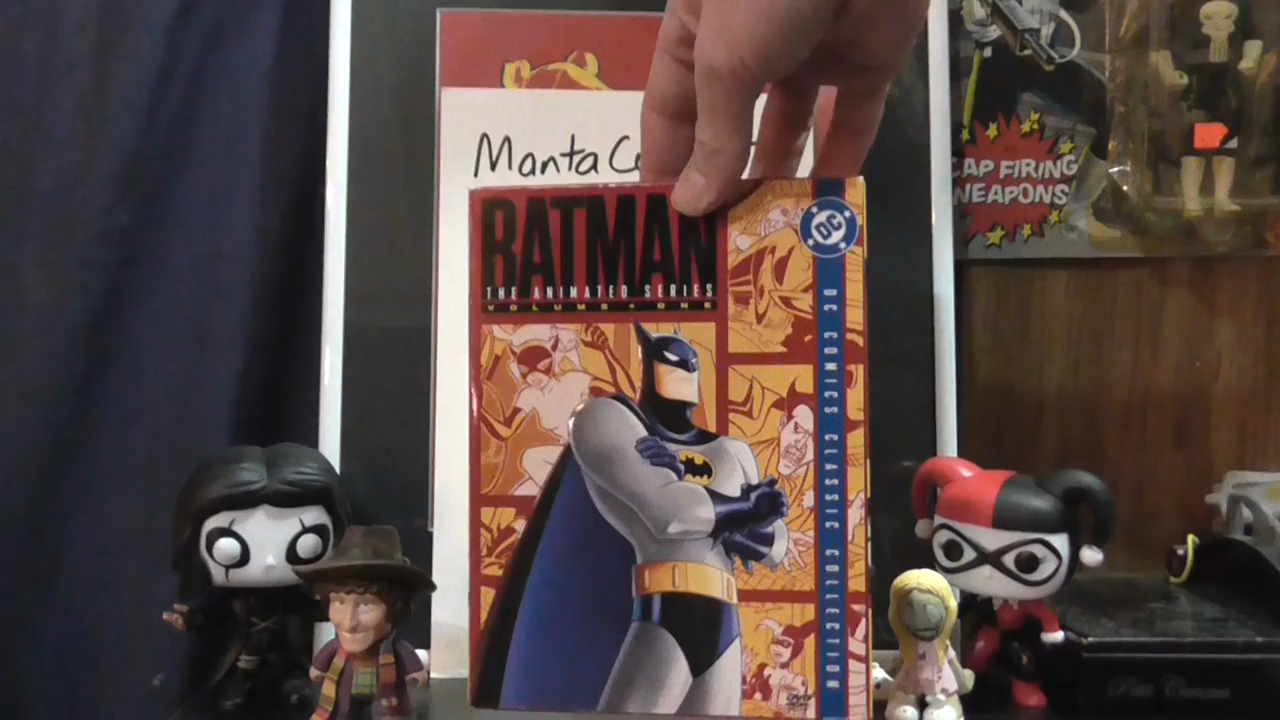 Manta
BATMAN
THE ANIMATED SERIES
VOLUME ONE
DC
DC COMICS CLASSIC COLLECTION
CAP FIRING
WEAPONS